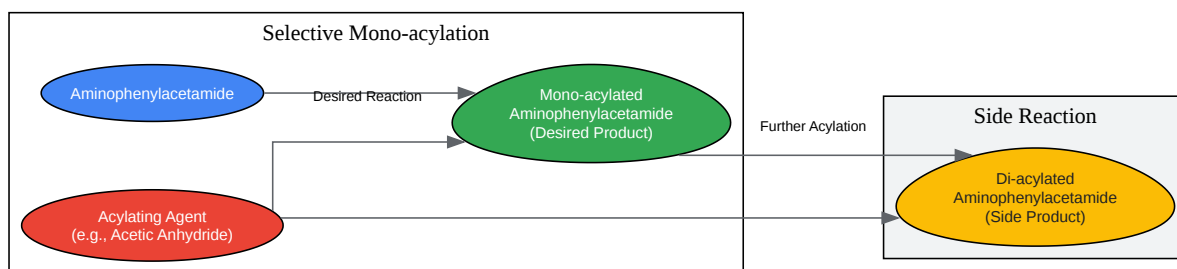 Selective Mono-acylation
Aminophenylacetamide
Desired Reaction
Mono-acylated
Aminophenylacetamide
(Desired Product)
Further Acylation
Side Reaction
Di-acylated
Aminophenylacetamide
(Side Product)
Acylating Agent
(e.g., Acetic Anhydride)